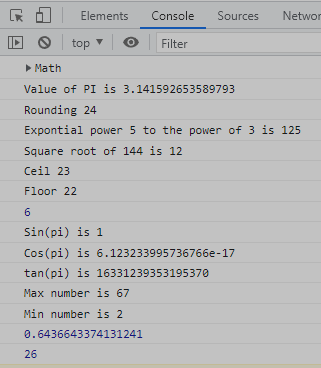 Elements Console Sources Network
top Filter
Math
Value of PI is 3.141592653589793
Rounding 24
Expontial power 5 to the power of 3 is 125
Square root of 144 is 12
Ceil 23
Floor 22
6
Sin(pi) is 1
Cos(pi) is 6.123233995736766e-17
tan(pi) is 16331239353195370
Max number is 67
Min number is 2
0.6436643374131241
26